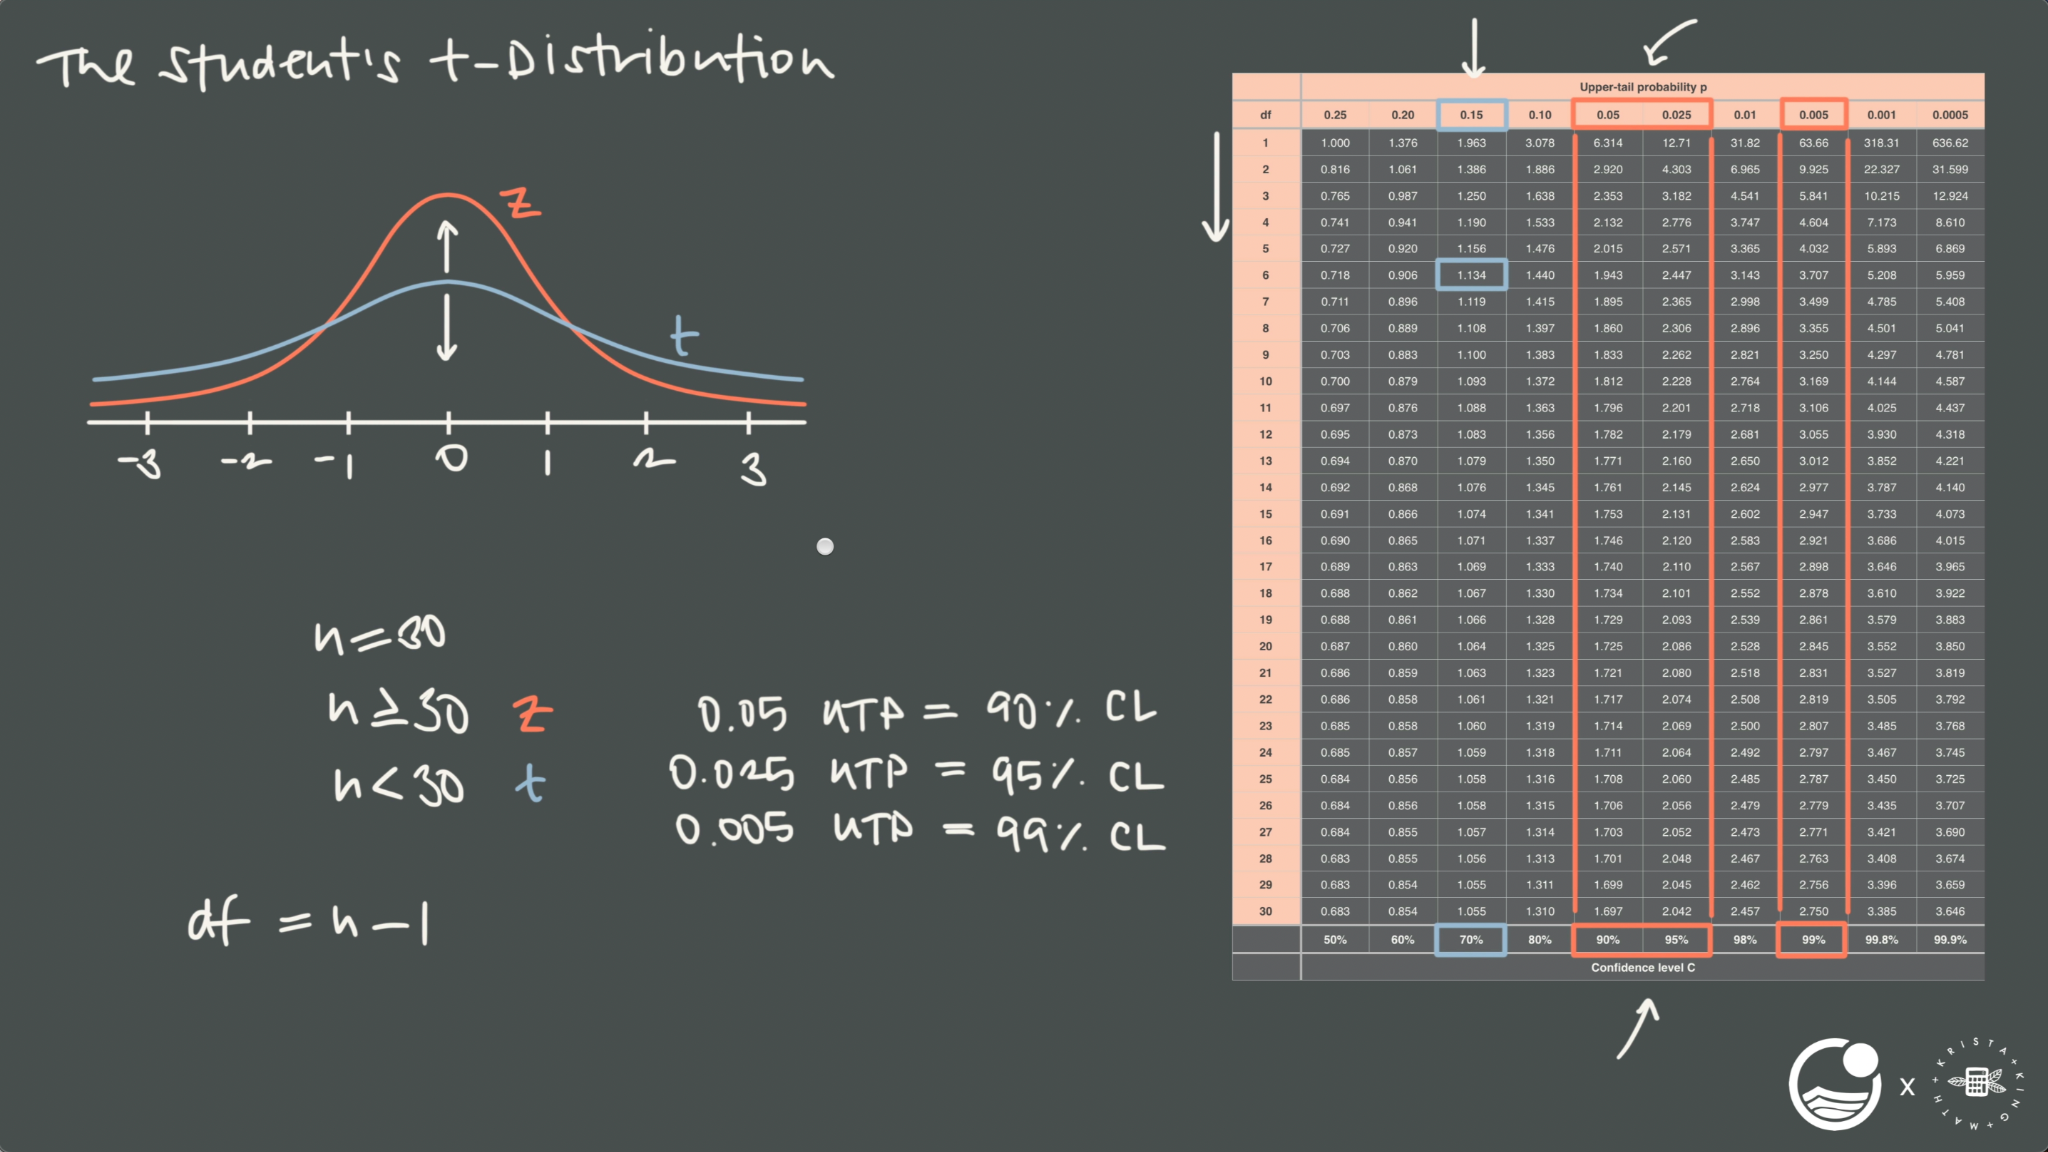 The Student's t-Distribution
z
t
-3 -2 -1 0 1 2 3
n=30
n≥30 z
n<30 t
df = n-1
0.05 UTP = 90% CL
0.025 UTP = 95% CL
0.005 UTP = 99% CL
Upper-tail probability p
df 0.25 0.20 0.15 0.10 0.05 0.025 0.01 0.005 0.001 0.0005
1 1.000 1.376 1.963 3.078 6.314 12.71 31.82 63.66 318.31 636.62
2 0.816 1.061 1.386 1.886 2.920 4.303 6.965 9.925 22.327 31.599
3 0.765 0.987 1.250 1.638 2.353 3.182 4.541 5.841 10.215 12.924
4 0.741 0.941 1.190 1.533 2.132 2.776 3.747 4.604 7.173 8.610
5 0.727 0.920 1.156 1.476 2.015 2.571 3.365 4.032 5.893 6.869
6 0.718 0.906 1.134 1.440 1.943 2.447 3.143 3.707 5.208 5.959
7 0.711 0.896 1.119 1.415 1.895 2.365 2.998 3.499 4.785 5.408
8 0.706 0.889 1.108 1.397 1.860 2.306 2.896 3.355 4.501 5.041
9 0.703 0.883 1.100 1.383 1.833 2.262 2.821 3.250 4.297 4.781
10 0.700 0.879 1.093 1.372 1.812 2.228 2.764 3.169 4.144 4.587
11 0.697 0.876 1.088 1.363 1.796 2.201 2.718 3.106 4.025 4.437
12 0.695 0.873 1.083 1.356 1.782 2.179 2.681 3.055 3.930 4.318
13 0.694 0.870 1.079 1.350 1.771 2.160 2.650 3.012 3.852 4.221
14 0.692 0.868 1.076 1.345 1.761 2.145 2.624 2.977 3.787 4.140
15 0.691 0.866 1.074 1.341 1.753 2.131 2.602 2.947 3.733 4.073
16 0.690 0.865 1.071 1.337 1.746 2.120 2.583 2.921 3.686 4.015
17 0.689 0.863 1.069 1.333 1.740 2.110 2.567 2.898 3.646 3.965
18 0.688 0.862 1.067 1.330 1.734 2.101 2.552 2.878 3.610 3.922
19 0.688 0.861 1.066 1.328 1.729 2.093 2.539 2.861 3.579 3.883
20 0.687 0.860 1.064 1.325 1.725 2.086 2.528 2.845 3.552 3.850
21 0.686 0.859 1.063 1.323 1.721 2.080 2.518 2.831 3.527 3.819
22 0.686 0.858 1.061 1.321 1.717 2.074 2.508 2.819 3.505 3.792
23 0.685 0.858 1.060 1.319 1.714 2.069 2.500 2.807 3.485 3.768
24 0.685 0.857 1.059 1.318 1.711 2.064 2.492 2.797 3.467 3.745
25 0.684 0.856 1.058 1.316 1.708 2.060 2.485 2.787 3.450 3.725
26 0.684 0.856 1.058 1.315 1.706 2.056 2.479 2.779 3.435 3.707
27 0.684 0.855 1.057 1.314 1.703 2.052 2.473 2.771 3.421 3.690
28 0.683 0.855 1.056 1.313 1.701 2.048 2.467 2.763 3.408 3.674
29 0.683 0.854 1.055 1.311 1.699 2.045 2.462 2.756 3.396 3.659
30 0.683 0.854 1.055 1.310 1.697 2.042 2.457 2.750 3.385 3.646
50% 60% 70% 80% 90% 95% 98% 99% 99.8% 99.9%
Confidence level C
X
KRISTA + KING + MATH +